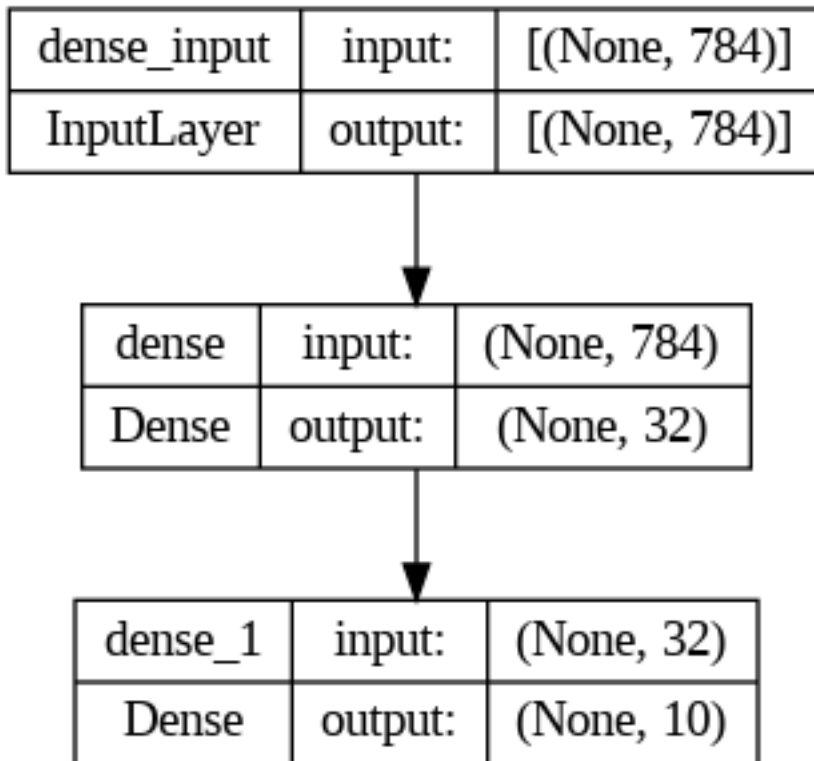 dense_input input: [(None, 784)]
InputLayer output: [(None, 784)]
dense input: (None, 784)
Dense output: (None, 32)
dense_1 input: (None, 32)
Dense output: (None, 10)